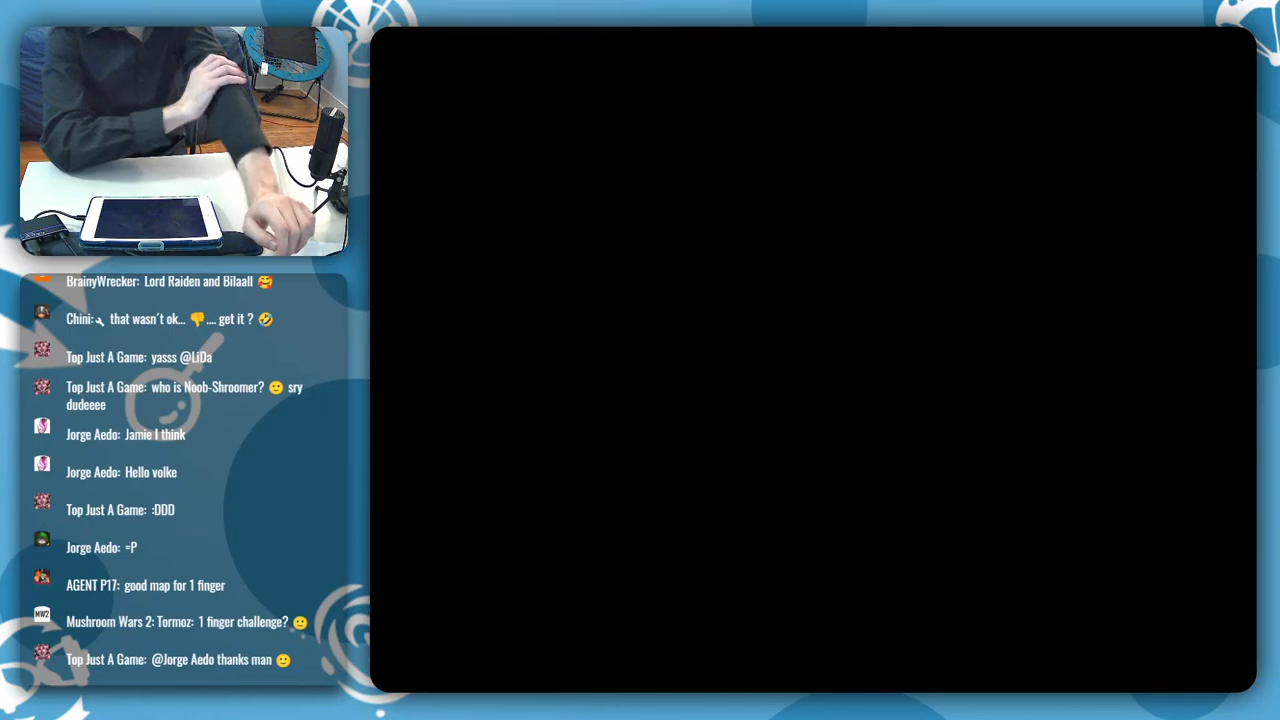 BrainyWrecker: Lord Raiden and Bilaall 🥰
Chini: that wasn´t ok... 👎.... get it ? 🤣
Top Just A Game: yasss @LiDa
Top Just A Game: who is Noob-Shroomer? 🙂 sry
dudeeee
Jorge Aedo: Jamie I think
Jorge Aedo: Hello volke
Top Just A Game: :DDD
Jorge Aedo: =P
AGENT P17: good map for 1 finger
MW2
Mushroom Wars 2: Tormoz: 1 finger challenge? 🙂
Top Just A Game: @Jorge Aedo thanks man 🙂